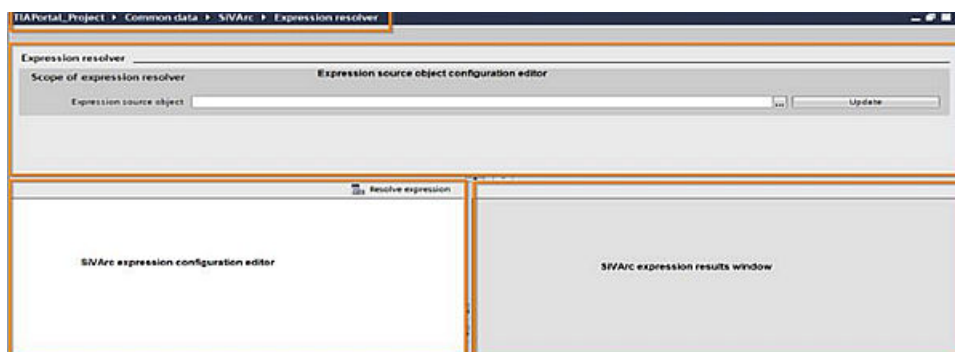 TIAPortal_Project ▸ Common data ▸ SiVArc ▸ Expression resolver
Expression resolver
Scope of expression resolver
Expression source object configuration editor
Expression source object
...
Update
Resolve expression
SiVArc expression configuration editor
SiVArc expression results window